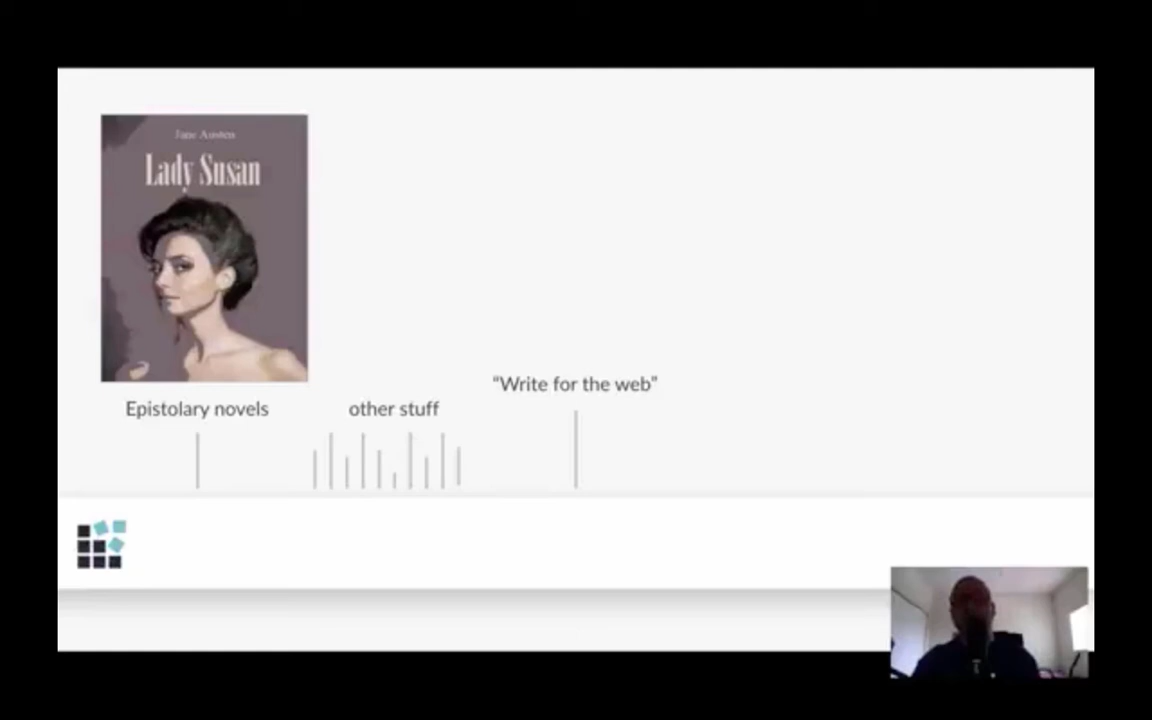 Jane Austen
Lady Susan
"Write for the web"
Epistolary novels
other stuff